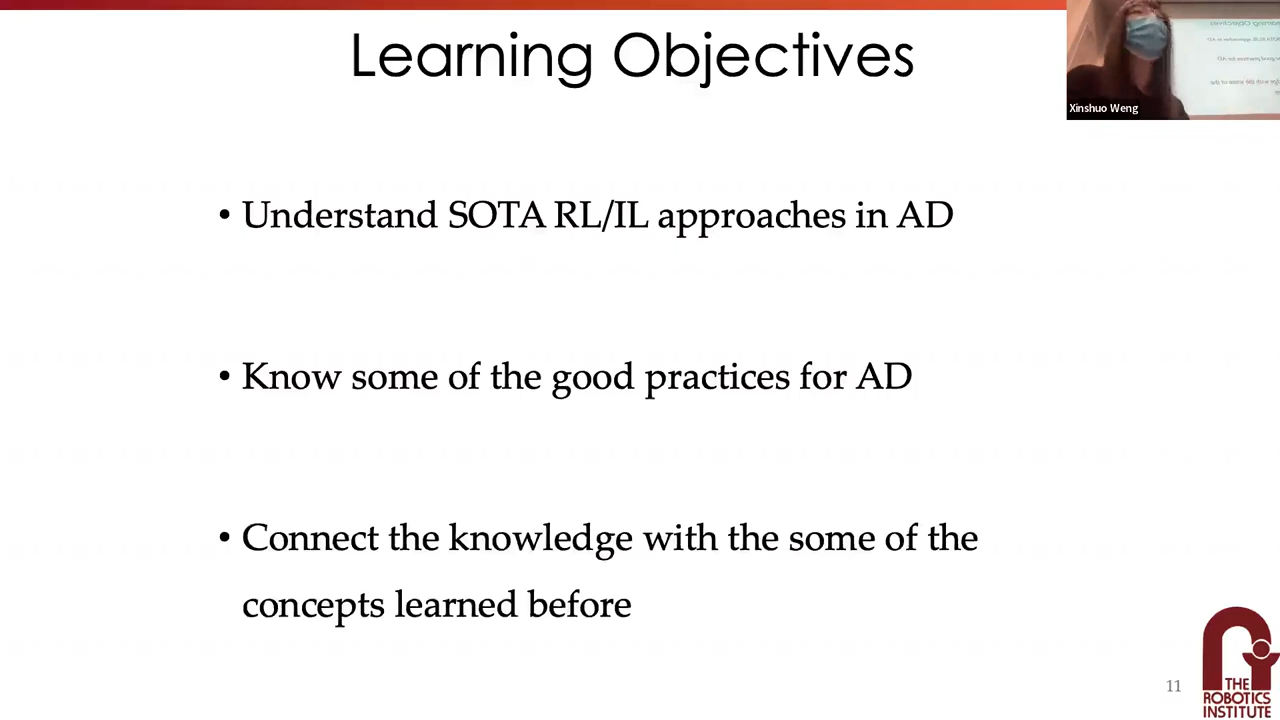 Learning Objectives
Xinshuo Weng
• Understand SOTA RL/IL approaches in AD
• Know some of the good practices for AD
• Connect the knowledge with the some of the
concepts learned before
11
THE
ROBOTICS
INSTITUTE